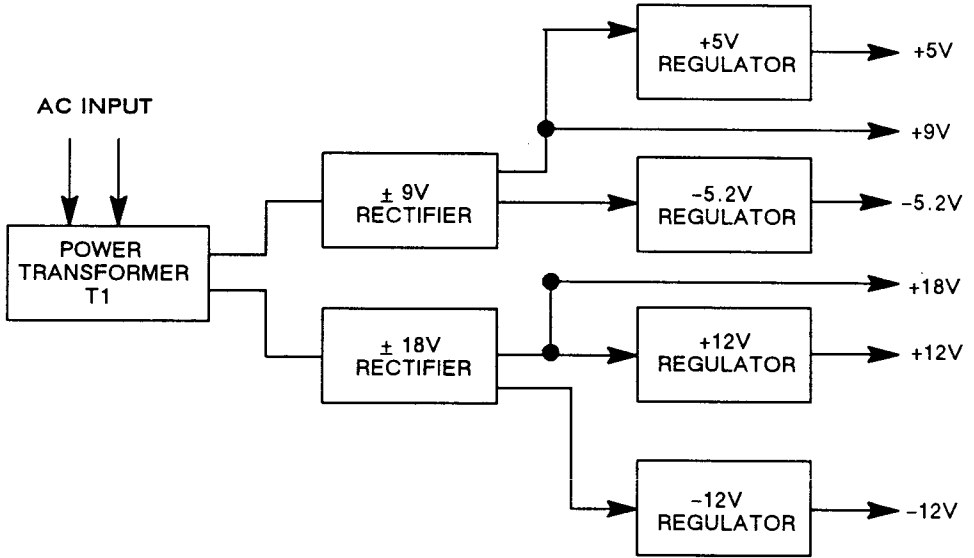 AC INPUT
POWER
TRANSFORMER
T1
± 9V
RECTIFIER
± 18V
RECTIFIER
+5V
REGULATOR
-5.2V
REGULATOR
+12V
REGULATOR
-12V
REGULATOR
+5V
+9V
-5.2V
+18V
+12V
-12V